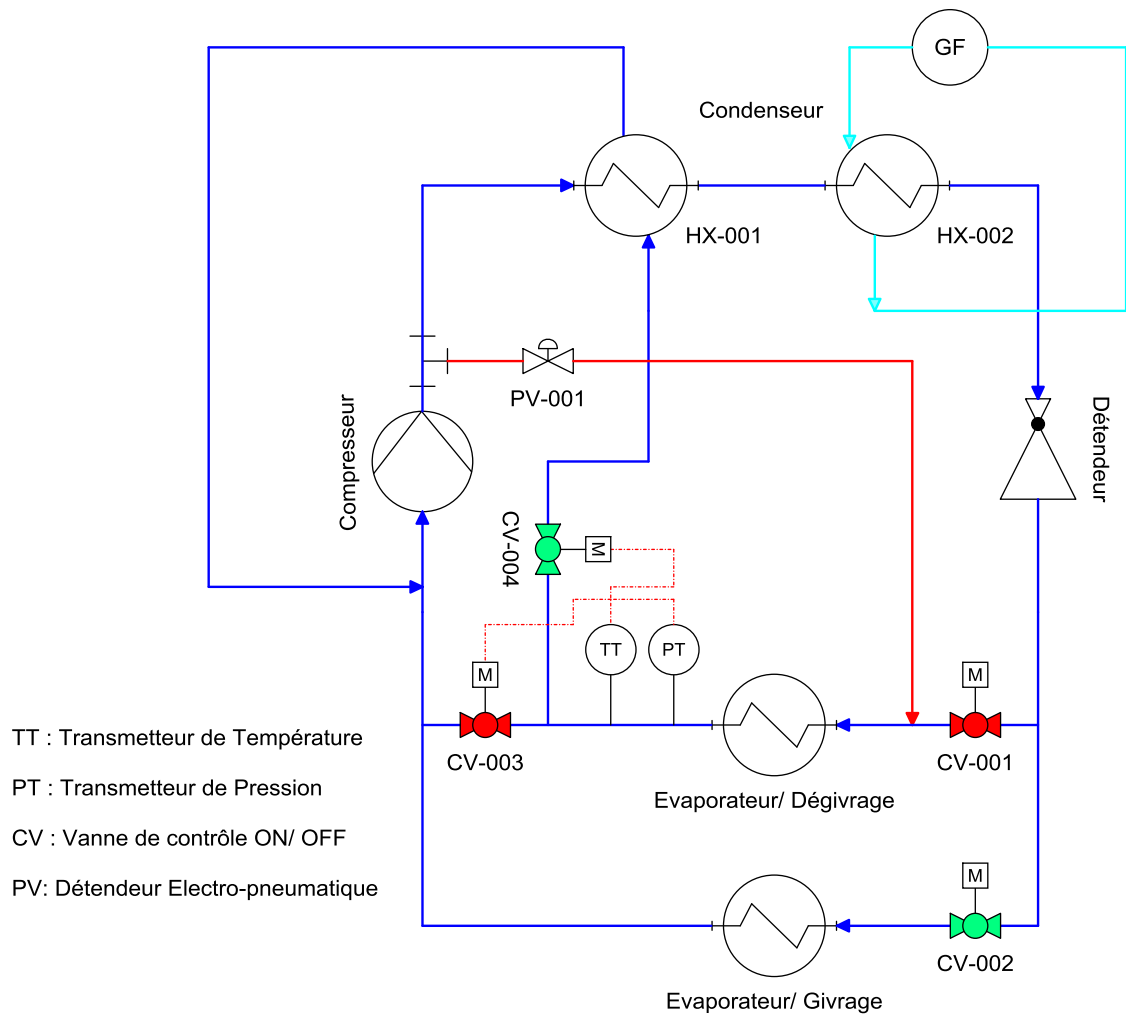 GF
Condenseur
HX-001
HX-002
PV-001
Compresseur
Détendeur
CV-004
M
TT
PT
M
M
CV-003
CV-001
TT : Transmetteur de Température
PT : Transmetteur de Pression
CV : Vanne de contrôle ON/ OFF
PV: Détendeur Electro-pneumatique
Evaporateur/ Dégivrage
M
CV-002
Evaporateur/ Givrage